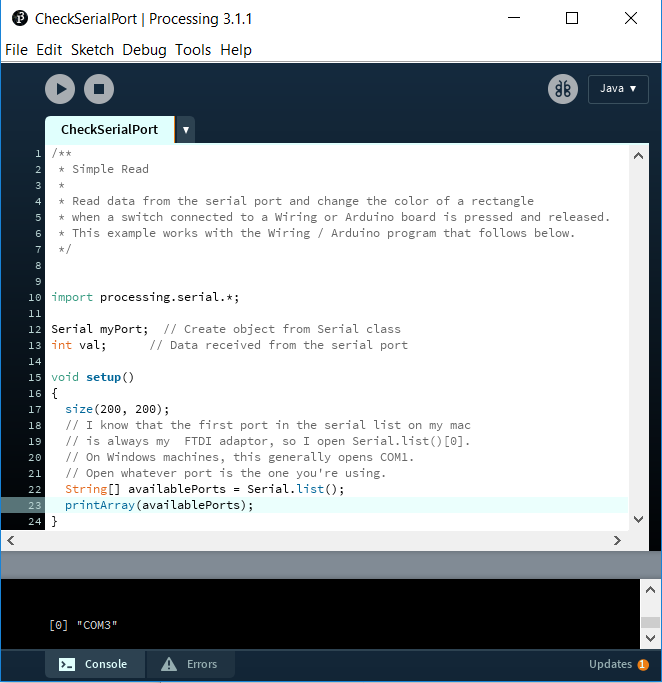 CheckSerialPort | Processing 3.1.1
File Edit Sketch Debug Tools Help
Java ▼
CheckSerialPort ▼
1 /**
2  * Simple Read
3  *
4  * Read data from the serial port and change the color of a rectangle
5  * when a switch connected to a Wiring or Arduino board is pressed and released.
6  * This example works with the Wiring / Arduino program that follows below.
7  */
8
9
10 import processing.serial.*;
11
12 Serial myPort;  // Create object from Serial class
13 int val;      // Data received from the serial port
14
15 void setup()
16 {
17   size(200, 200);
18   // I know that the first port in the serial list on my mac
19   // is always my  FTDI adaptor, so I open Serial.list()[0].
20   // On Windows machines, this generally opens COM1.
21   // Open whatever port is the one you're using.
22   String[] availablePorts = Serial.list();
23   printArray(availablePorts);
24 }
[0] "COM3"
Console Errors Updates 1